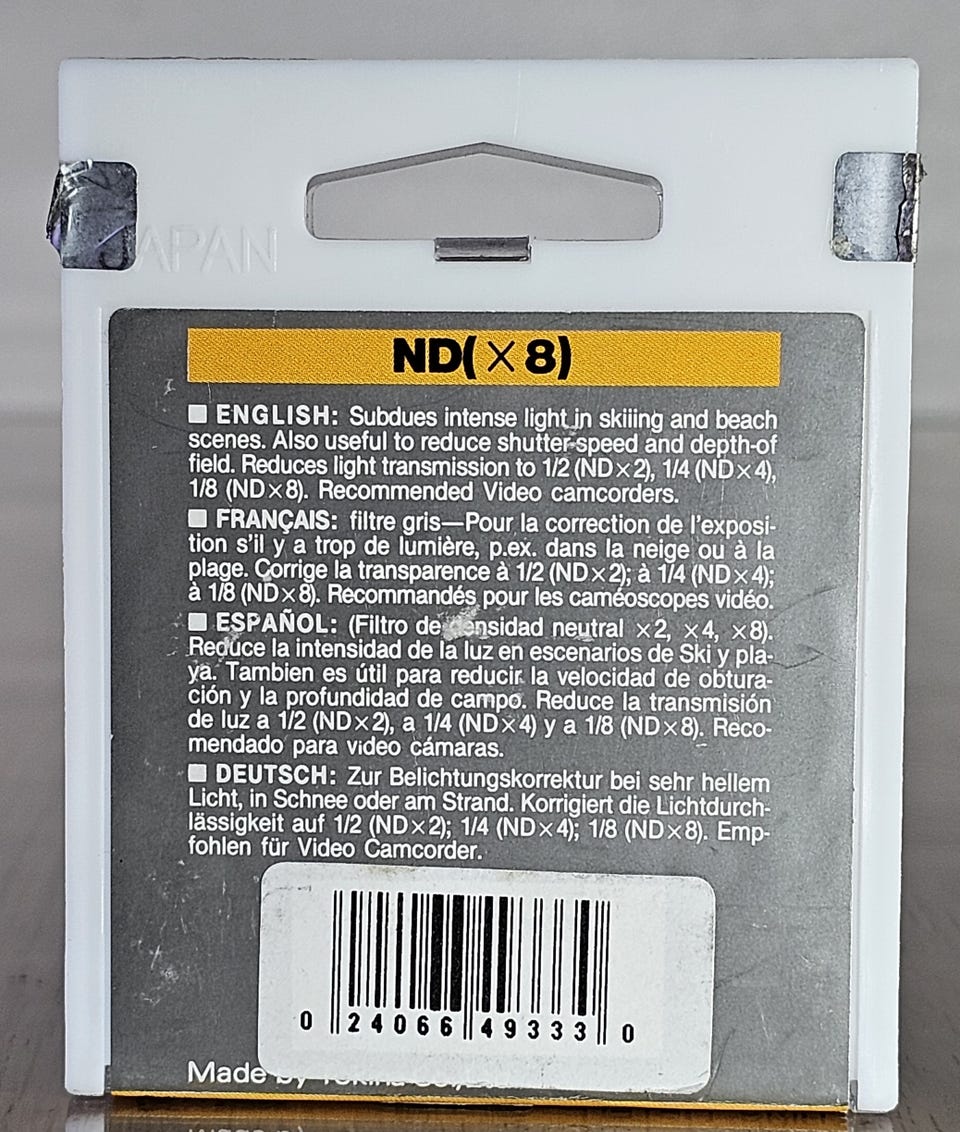 JAPAN
ND(×8)
■ ENGLISH: Subdues intense light in skiiing and beach
scenes. Also useful to reduce shutter speed and depth-of
field. Reduces light transmission to 1/2 (ND×2), 1/4 (ND×4),
1/8 (ND×8). Recommended Video camcorders.
■ FRANÇAIS: filtre gris—Pour la correction de l'exposi-
tion s'il y a trop de lumière, p.ex. dans la neige ou à la
plage. Corrige la transparence à 1/2 (ND×2); à 1/4 (ND×4);
à 1/8 (ND×8). Recommandés pour les caméoscopes vidéo.
■ ESPAÑOL: (Filtro de densidad neutral ×2, ×4, ×8).
Reduce la intensidad de la luz en escenarios de Ski y pla-
ya. Tambien es útil para reducir la velocidad de obtura-
ción y la profundidad de campo. Reduce la transmisión
de luz a 1/2 (ND×2), a 1/4 (ND×4) y a 1/8 (ND×8). Reco-
mendado para video cámaras.
■ DEUTSCH: Zur Belichtungskorrektur bei sehr hellem
Licht, in Schnee oder am Strand. Korrigiert die Lichtdurch-
lässigkeit auf 1/2 (ND×2); 1/4 (ND×4); 1/8 (ND×8). Emp-
fohlen für Video Camcorder.
0 24066 49333 0
Made by